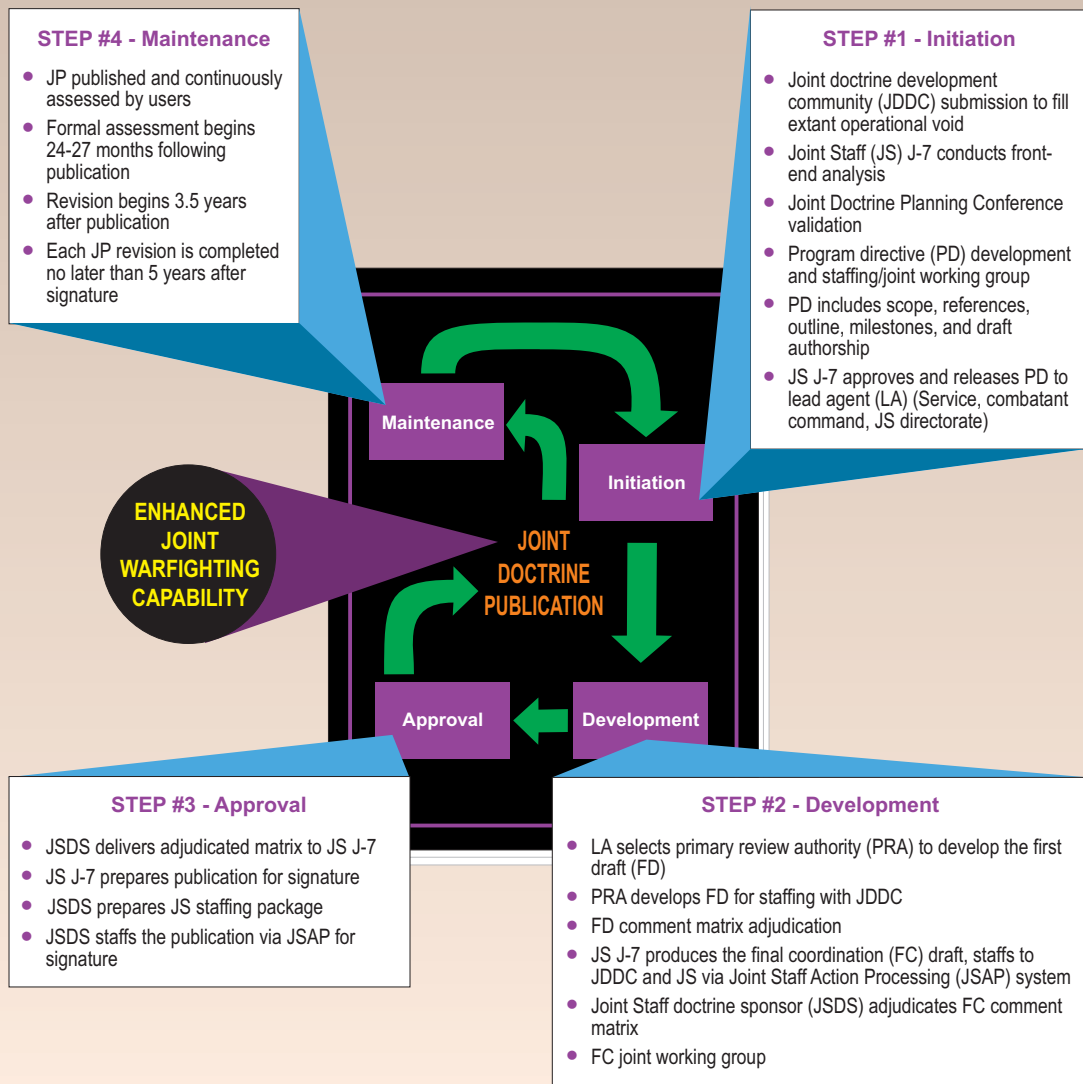 STEP #4 - Maintenance
• JP published and continuously
assessed by users
• Formal assessment begins
24-27 months following
publication
• Revision begins 3.5 years
after publication
• Each JP revision is completed
no later than 5 years after
signature
STEP #1 - Initiation
• Joint doctrine development
community (JDDC) submission to fill
extant operational void
• Joint Staff (JS) J-7 conducts front-
end analysis
• Joint Doctrine Planning Conference
validation
• Program directive (PD) development
and staffing/joint working group
• PD includes scope, references,
outline, milestones, and draft
authorship
• JS J-7 approves and releases PD to
lead agent (LA) (Service, combatant
command, JS directorate)
Maintenance
Initiation
ENHANCED
JOINT
WARFIGHTING
CAPABILITY
JOINT
DOCTRINE
PUBLICATION
Approval
Development
STEP #3 - Approval
• JSDS delivers adjudicated matrix to JS J-7
• JS J-7 prepares publication for signature
• JSDS prepares JS staffing package
• JSDS staffs the publication via JSAP for
signature
STEP #2 - Development
• LA selects primary review authority (PRA) to develop the first
draft (FD)
• PRA develops FD for staffing with JDDC
• FD comment matrix adjudication
• JS J-7 produces the final coordination (FC) draft, staffs to
JDDC and JS via Joint Staff Action Processing (JSAP) system
• Joint Staff doctrine sponsor (JSDS) adjudicates FC comment
matrix
• FC joint working group